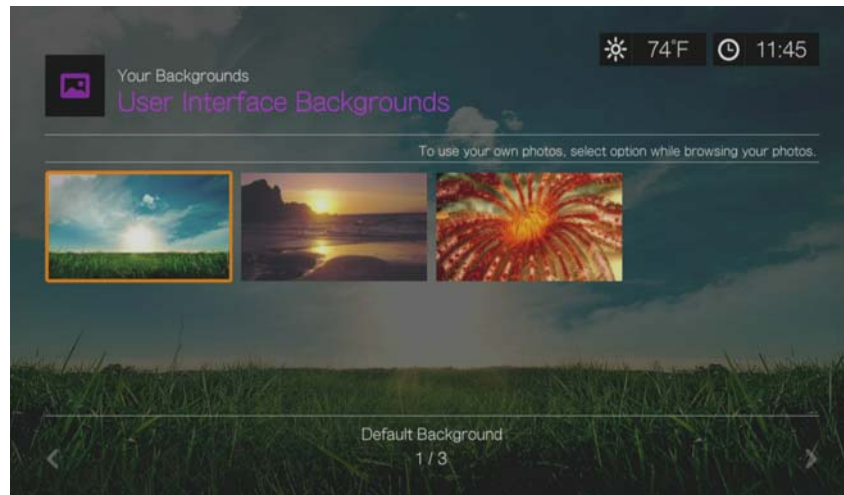 74°F 11:45
Your Backgrounds
User Interface Backgrounds
To use your own photos, select option while browsing your photos.
Default Background
1 / 3